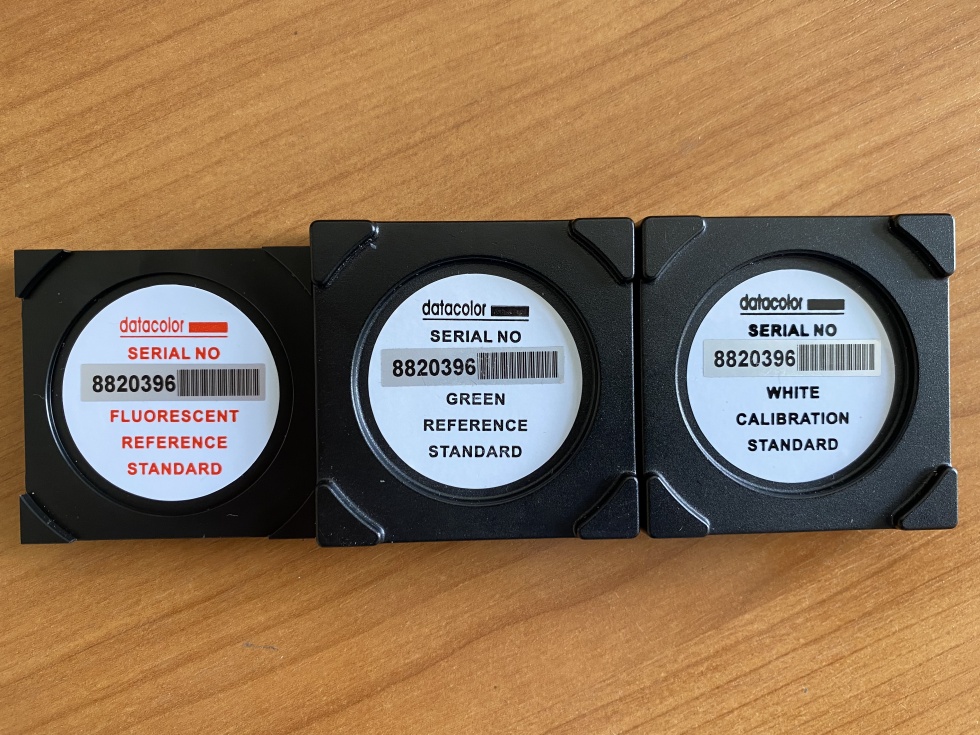 datacolor
SERIAL NO
8820396
FLUORESCENT
REFERENCE
STANDARD
datacolor
SERIAL NO
8820396
GREEN
REFERENCE
STANDARD
datacolor
SERIAL NO
8820396
WHITE
CALIBRATION
STANDARD